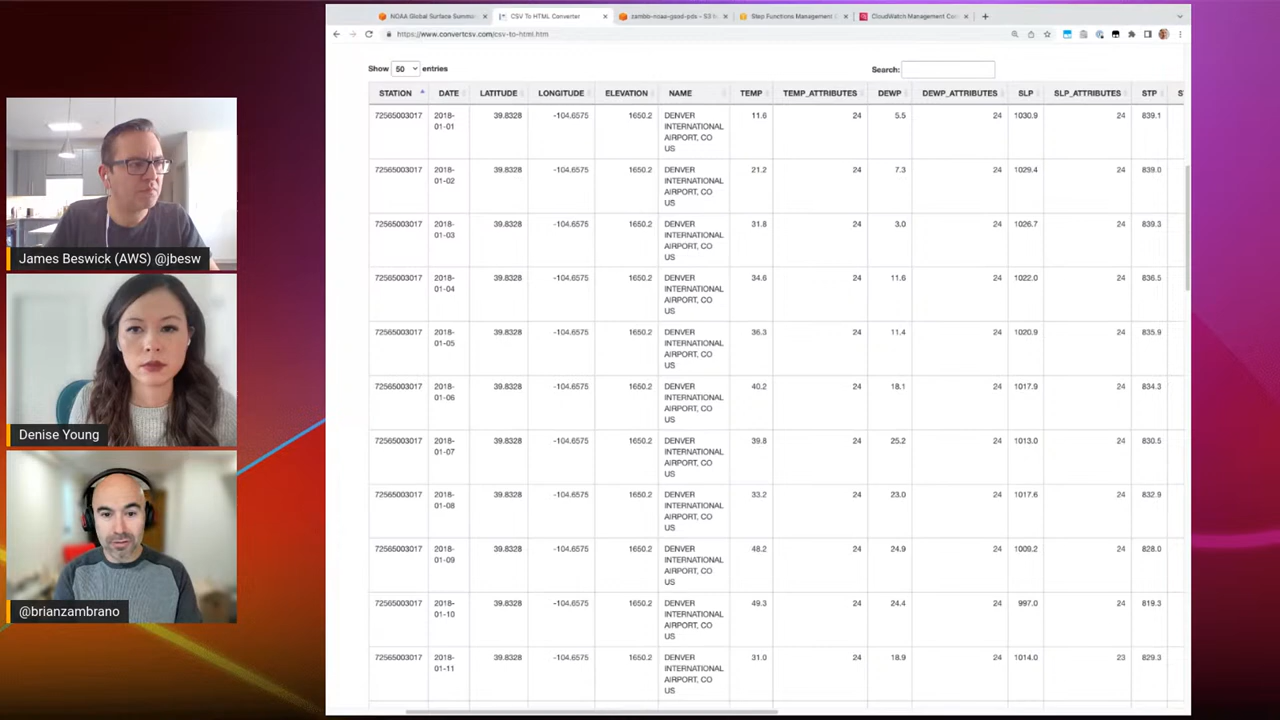 NOAA Global Surface Summa
CSV To HTML Converter
zambb-noaa-gsod-pds - S3 b
Step Functions Management
CloudWatch Management Con
https://www.convertcsv.com/csv-to-html.htm
Show 50 entries
Search:
STATION DATE LATITUDE LONGITUDE ELEVATION NAME TEMP TEMP_ATTRIBUTES DEWP DEWP_ATTRIBUTES SLP SLP_ATTRIBUTES STP S
72565003017 2018- 39.8328 -104.6575 1650.2 DENVER 11.6 24 5.5 24 1030.9 24 839.1
01-01 INTERNATIONAL
AIRPORT, CO
US
72565003017 2018- 39.8328 -104.6575 1650.2 DENVER 21.2 24 7.3 24 1029.4 24 839.0
01-02 INTERNATIONAL
AIRPORT, CO
US
72565003017 2018- 39.8328 -104.6575 1650.2 DENVER 31.8 24 3.0 24 1026.7 24 839.3
01-03 INTERNATIONAL
AIRPORT, CO
US
72565003017 2018- 39.8328 -104.6575 1650.2 DENVER 34.6 24 11.6 24 1022.0 24 836.5
01-04 INTERNATIONAL
AIRPORT, CO
US
72565003017 2018- 39.8328 -104.6575 1650.2 DENVER 36.3 24 11.4 24 1020.9 24 835.9
01-05 INTERNATIONAL
AIRPORT, CO
US
72565003017 2018- 39.8328 -104.6575 1650.2 DENVER 40.2 24 18.1 24 1017.9 24 834.3
01-06 INTERNATIONAL
AIRPORT, CO
US
72565003017 2018- 39.8328 -104.6575 1650.2 DENVER 39.8 24 25.2 24 1013.0 24 830.5
01-07 INTERNATIONAL
AIRPORT, CO
US
72565003017 2018- 39.8328 -104.6575 1650.2 DENVER 33.2 24 23.0 24 1017.6 24 832.9
01-08 INTERNATIONAL
AIRPORT, CO
US
72565003017 2018- 39.8328 -104.6575 1650.2 DENVER 48.2 24 24.9 24 1009.2 24 828.0
01-09 INTERNATIONAL
AIRPORT, CO
US
72565003017 2018- 39.8328 -104.6575 1650.2 DENVER 49.3 24 24.4 24 997.0 24 819.3
01-10 INTERNATIONAL
AIRPORT, CO
US
72565003017 2018- 39.8328 -104.6575 1650.2 DENVER 31.0 24 18.9 24 1014.0 23 829.3
01-11 INTERNATIONAL
AIRPORT, CO
US
James Beswick (AWS) @jbesw
Denise Young
@brianzambrano